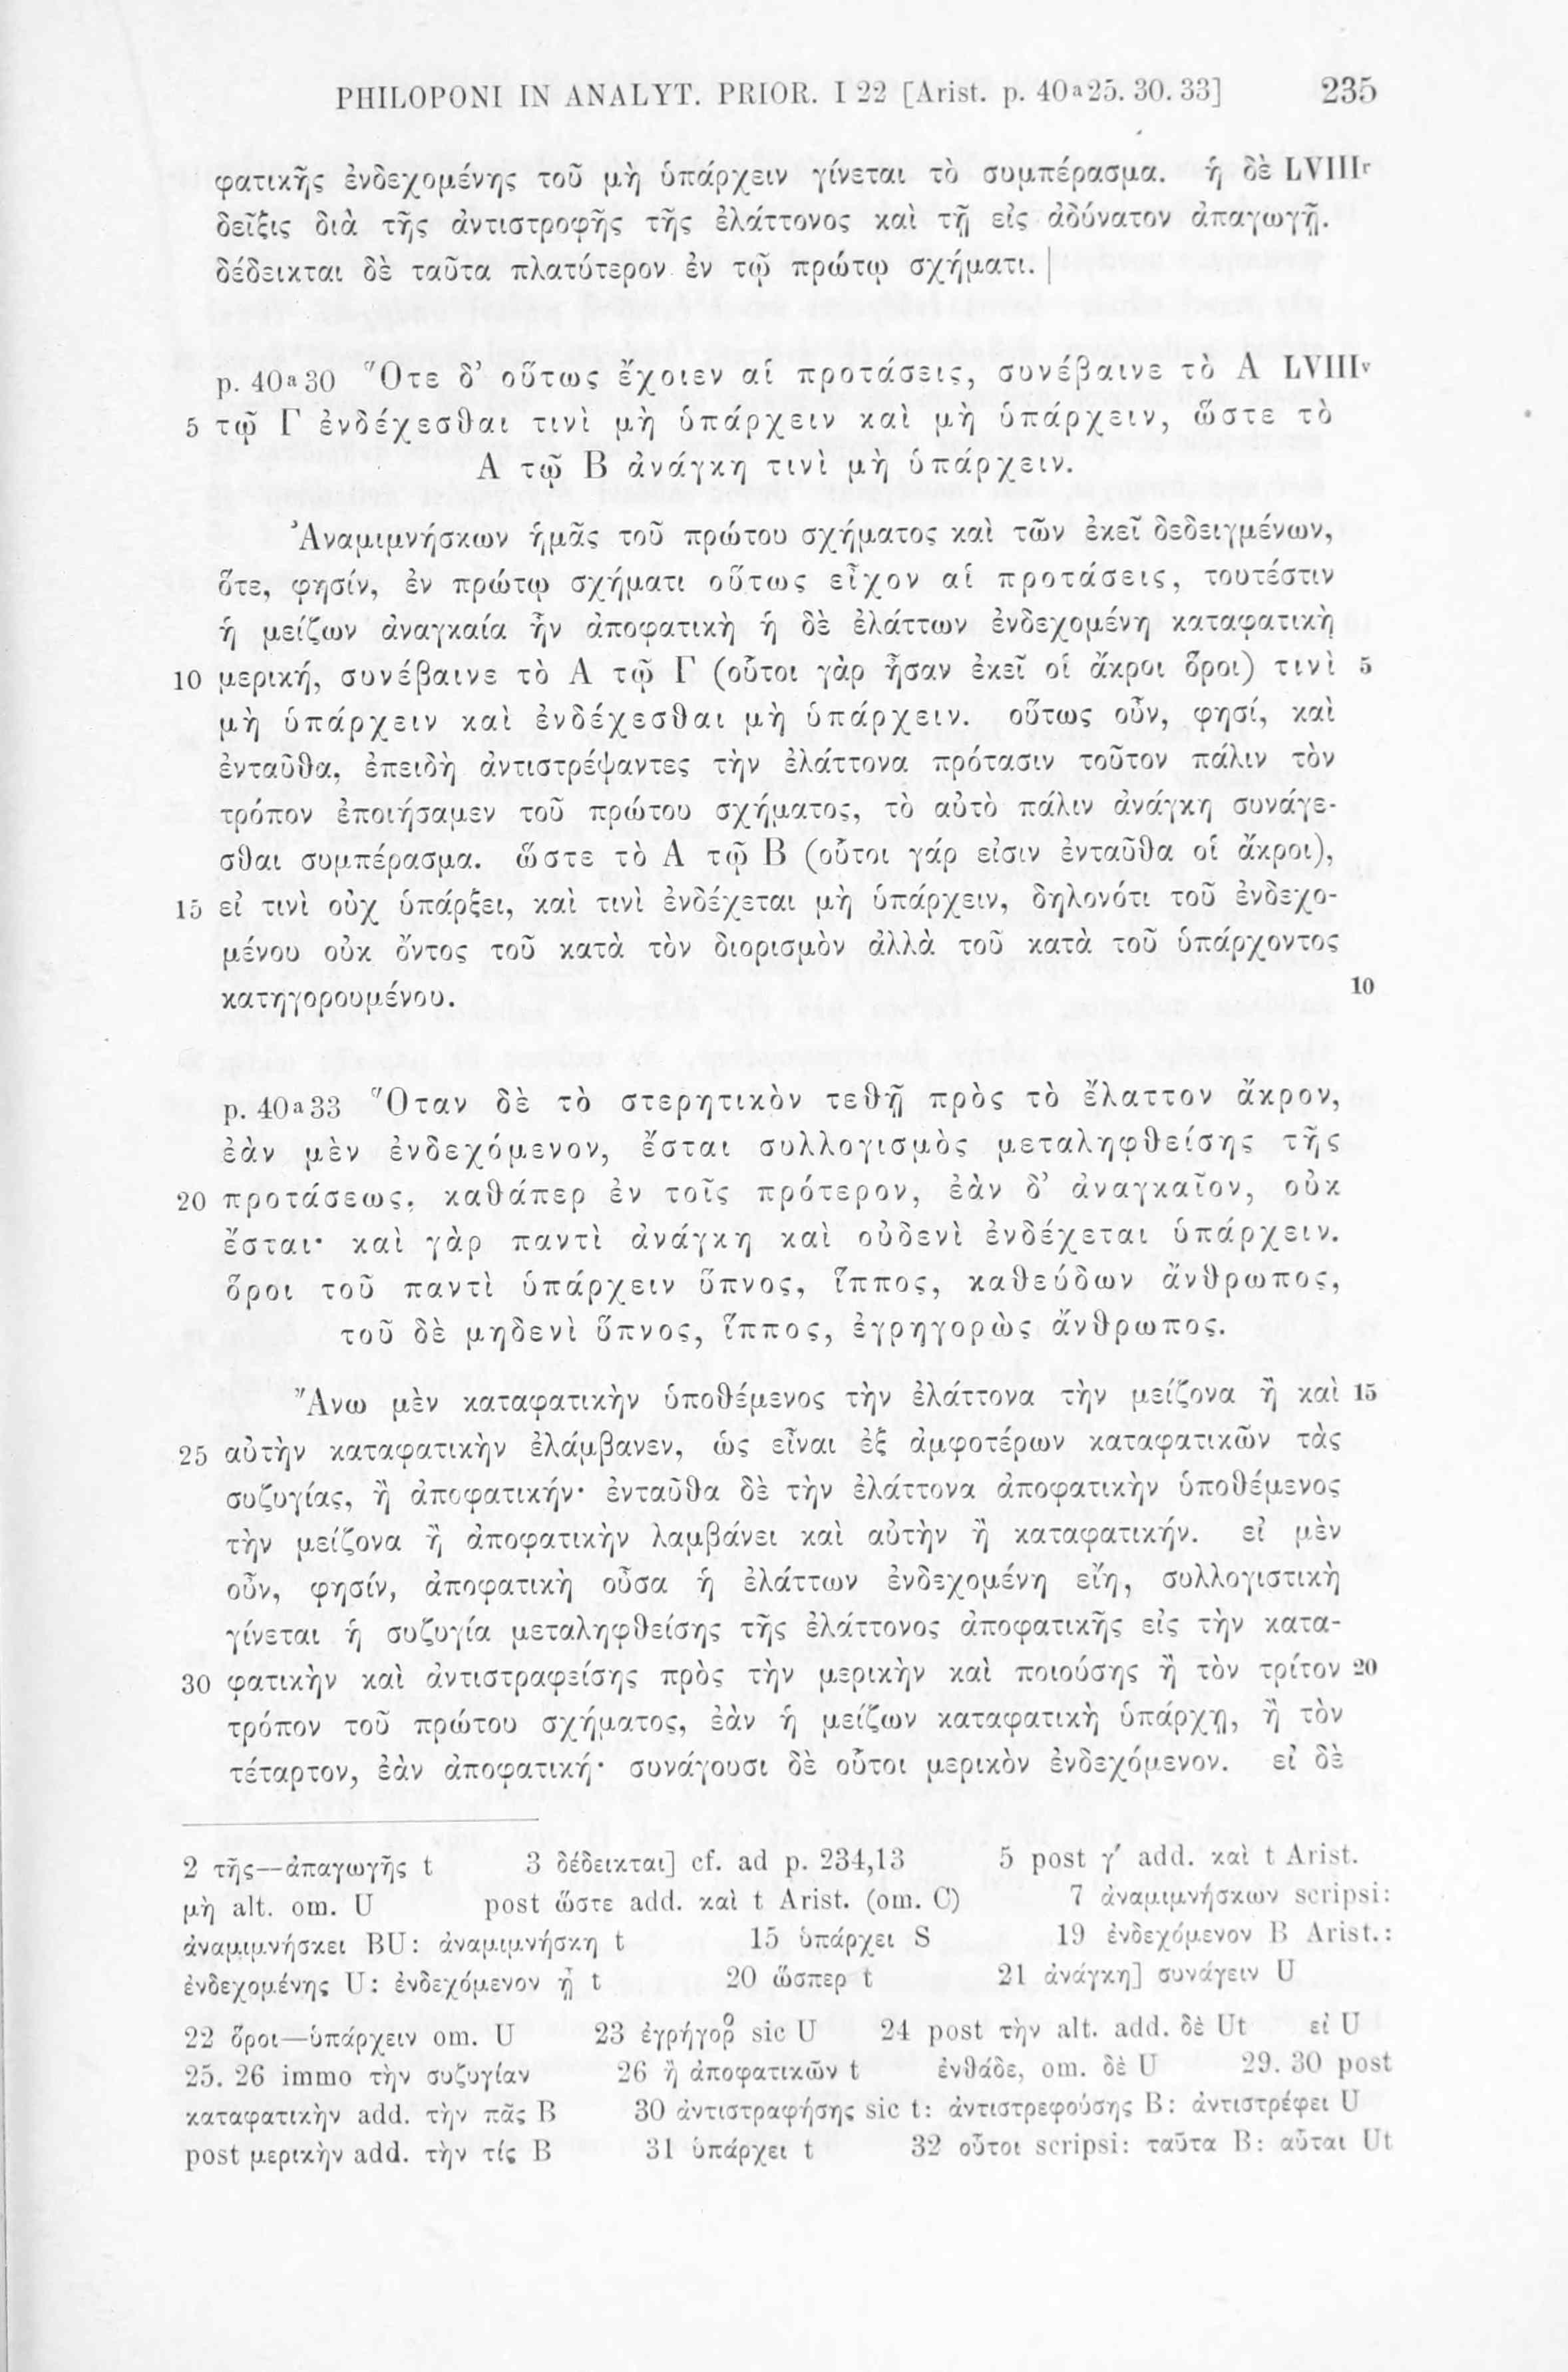 PHILOPONI IN ANALYT. PRIOR. I 22 [Arist. p. 40a25. 30. 33] 235
φατικῆς ἐνδεχομένης τοῦ μὴ ὑπάρχειν γίνεται τὸ συμπέρασμα. ἡ δὲ LVIIIr
δεῖξις διὰ τῆς ἀντιστροφῆς τῆς ἐλάττονος καὶ τῇ εἰς ἀδύνατον ἀπαγωγῇ.
δέδεικται δὲ ταῦτα πλατύτερον ἐν τῷ πρώτῳ σχήματι. |
p. 40a30 Ὅτε δ’ οὕτως ἔχοιεν αἱ προτάσεις, συνέβαινε τὸ Α LVIIIv
5 τῷ Γ ἐνδέχεσθαι τινὶ μὴ ὑπάρχειν καὶ μὴ ὑπάρχειν, ὥστε τὸ
Α τῷ Β ἀνάγκη τινὶ μὴ ὑπάρχειν.
Ἀναμιμνήσκων ἡμᾶς τοῦ πρώτου σχήματος καὶ τῶν ἐκεῖ δεδειγμένων,
ὅτε, φησίν, ἐν πρώτῳ σχήματι οὕτως εἶχον αἱ προτάσεις, τουτέστιν
ἡ μείζων ἀναγκαία ἦν ἀποφατικὴ ἡ δὲ ἐλάττων ἐνδεχομένη καταφατικὴ
10 μερική, συνέβαινε τὸ Α τῷ Γ (οὗτοι γὰρ ἦσαν ἐκεῖ οἱ ἄκροι ὅροι) τινὶ 5
μὴ ὑπάρχειν καὶ ἐνδέχεσθαι μὴ ὑπάρχειν. οὕτως οὖν, φησί, καὶ
ἐνταῦθα, ἐπειδὴ ἀντιστρέψαντες τὴν ἐλάττονα πρότασιν τοῦτον πάλιν τὸν
τρόπον ἐποιήσαμεν τοῦ πρώτου σχήματος, τὸ αὐτὸ πάλιν ἀνάγκη συνάγε-
σθαι συμπέρασμα. ὥστε τὸ Α τῷ Β (οὗτοι γάρ εἰσιν ἐνταῦθα οἱ ἄκροι),
15 εἰ τινὶ οὐχ ὑπάρξει, καὶ τινὶ ἐνδέχεται μὴ ὑπάρχειν, δηλονότι τοῦ ἐνδεχο-
μένου οὐκ ὄντος τοῦ κατὰ τὸν διορισμὸν ἀλλὰ τοῦ κατὰ τοῦ ὑπάρχοντος
κατηγορουμένου. 10
p. 40a33 Ὅταν δὲ τὸ στερητικὸν τεθῇ πρὸς τὸ ἔλαττον ἄκρον,
ἐὰν μὲν ἐνδεχόμενον, ἔσται συλλογισμὸς μεταληφθείσης τῆς
20 προτάσεως, καθάπερ ἐν τοῖς πρότερον, ἐὰν δ’ ἀναγκαῖον, οὐκ
ἔσται· καὶ γὰρ παντὶ ἀνάγκη καὶ οὐδενὶ ἐνδέχεται ὑπάρχειν.
ὅροι τοῦ παντὶ ὑπάρχειν ὕπνος, ἵππος, καθεύδων ἄνθρωπος,
τοῦ δὲ μηδενὶ ὕπνος, ἵππος, ἐγρηγορὼς ἄνθρωπος.
Ἄνω μὲν καταφατικὴν ὑποθέμενος τὴν ἐλάττονα τὴν μείζονα ἢ καὶ 15
25 αὐτὴν καταφατικὴν ἐλάμβανεν, ὡς εἶναι ἐξ ἀμφοτέρων καταφατικῶν τὰς
συζυγίας, ἢ ἀποφατικήν· ἐνταῦθα δὲ τὴν ἐλάττονα ἀποφατικὴν ὑποθέμενος
τὴν μείζονα ἢ ἀποφατικὴν λαμβάνει καὶ αὐτὴν ἢ καταφατικήν. εἰ μὲν
οὖν, φησίν, ἀποφατικὴ οὖσα ἡ ἐλάττων ἐνδεχομένη εἴη, συλλογιστικὴ
γίνεται ἡ συζυγία μεταληφθείσης τῆς ἐλάττονος ἀποφατικῆς εἰς τὴν κατα-
30 φατικὴν καὶ ἀντιστραφείσης πρὸς τὴν μερικὴν καὶ ποιούσης ἢ τὸν τρίτον 20
τρόπον τοῦ πρώτου σχήματος, ἐὰν ἡ μείζων καταφατικὴ ὑπάρχῃ, ἢ τὸν
τέταρτον, ἐὰν ἀποφατική· συνάγουσι δὲ οὗτοι μερικὸν ἐνδεχόμενον. εἰ δὲ
2 τῆς—ἀπαγωγῆς t 3 δέδεικται] cf. ad p. 234,13 5 post γ′ add. καὶ t Arist.
μὴ alt. om. U post ὥστε add. καὶ t Arist. (om. C) 7 ἀναμιμνήσκων scripsi:
ἀναμιμνήσκει BU: ἀναμιμνήσκη t 15 ὑπάρχει S 19 ἐνδεχόμενον B Arist.:
ἐνδεχομένης U: ἐνδεχόμενον ᾖ t 20 ὥσπερ t 21 ἀνάγκη] συνάγειν U
22 ὅροι—ὑπάρχειν om. U 23 ἐγρήγορ sic U 24 post τὴν alt. add. δὲ Ut εἰ U
25. 26 immo τὴν συζυγίαν 26 ἢ ἀποφατικῶν t ἐνθάδε, om. δὲ U 29. 30 post
καταφατικὴν add. τὴν πᾶς B 30 ἀντιστραφήσης sic t: ἀντιστρεφούσης B: ἀντιστρέφει U
post μερικὴν add. τὴν τίς B 31 ὑπάρχει t 32 οὗτοι scripsi: ταῦτα B: αὗται Ut